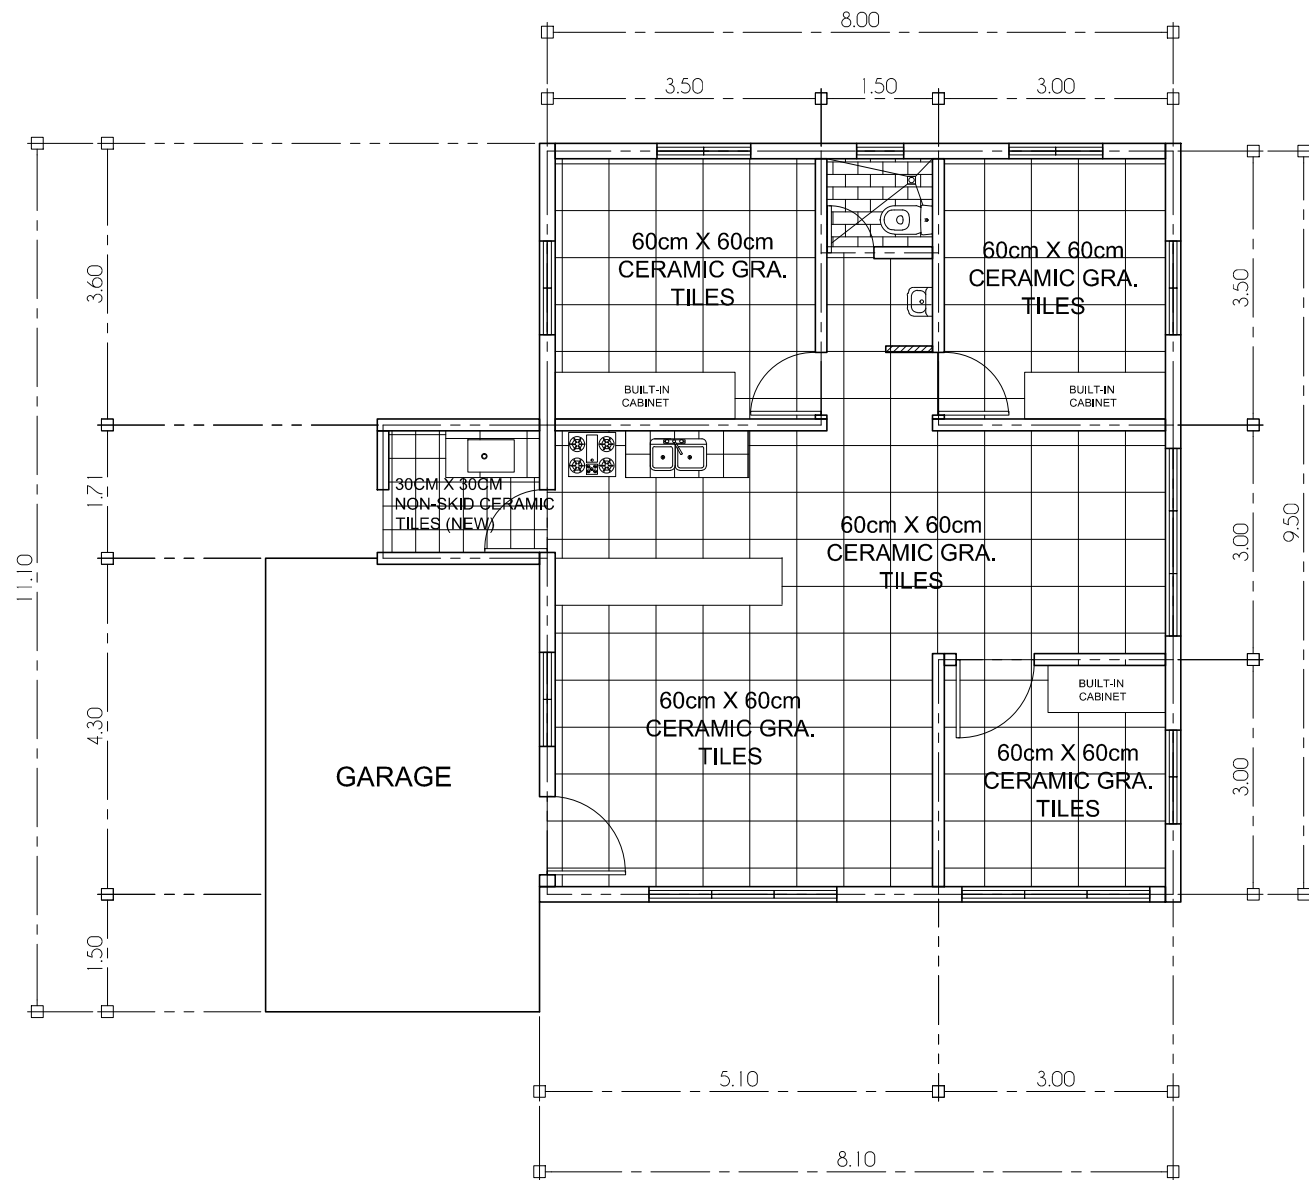 8.00
3.50
1.50
3.00
60cm X 60cm
CERAMIC GRA.
TILES
60cm X 60cm
CERAMIC GRA.
TILES
3.60
3.50
BUILT-IN
CABINET
BUILT-IN
CABINET
30CM X 30CM
NON-SKID CERAMIC
TILES (NEW)
1.71
60cm X 60cm
CERAMIC GRA.
TILES
3.00
9.50
11.10
BUILT-IN
CABINET
60cm X 60cm
CERAMIC GRA.
TILES
4.30
GARAGE
60cm X 60cm
CERAMIC GRA.
TILES
3.00
1.50
5.10
3.00
8.10